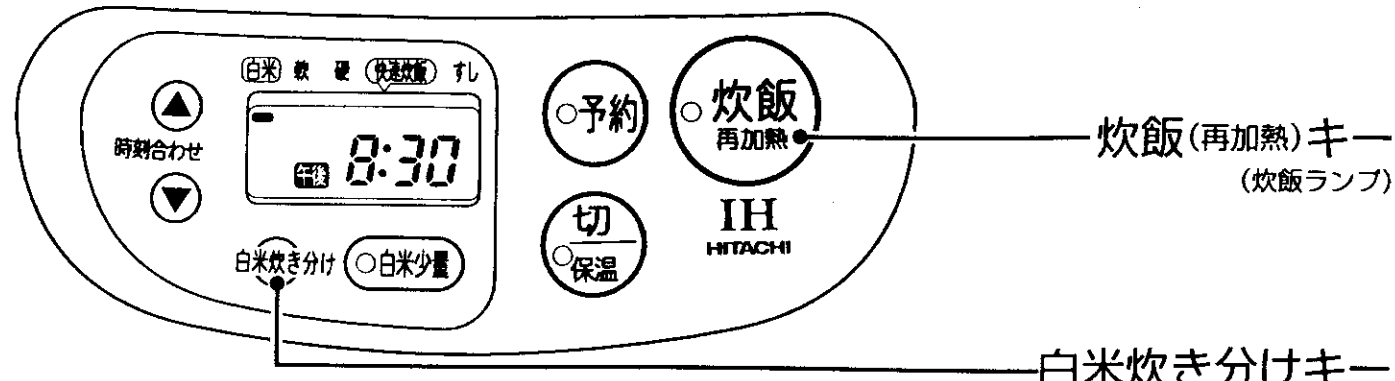 白米 軟 硬 快速炊飯 すし
時刻合わせ
午後 8:30
白米炊き分け 白米少量
予約
炊飯
再加熱
切
保温
IH
HITACHI
炊飯(再加熱)キー
(炊飯ランプ)
白米炊き分けキー